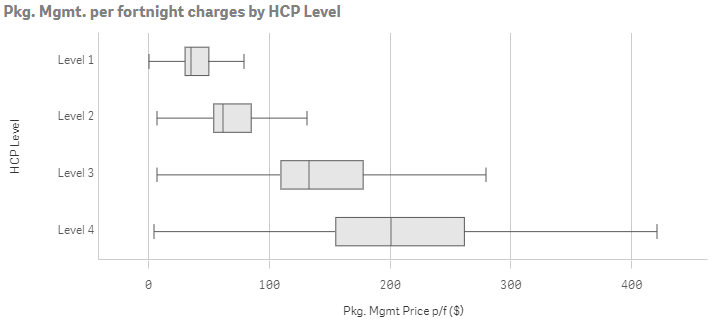 Pkg. Mgmt. per fortnight charges by HCP Level
HCP Level
Level 1
Level 2
Level 3
Level 4
0 100 200 300 400
Pkg. Mgmt Price p/f ($)